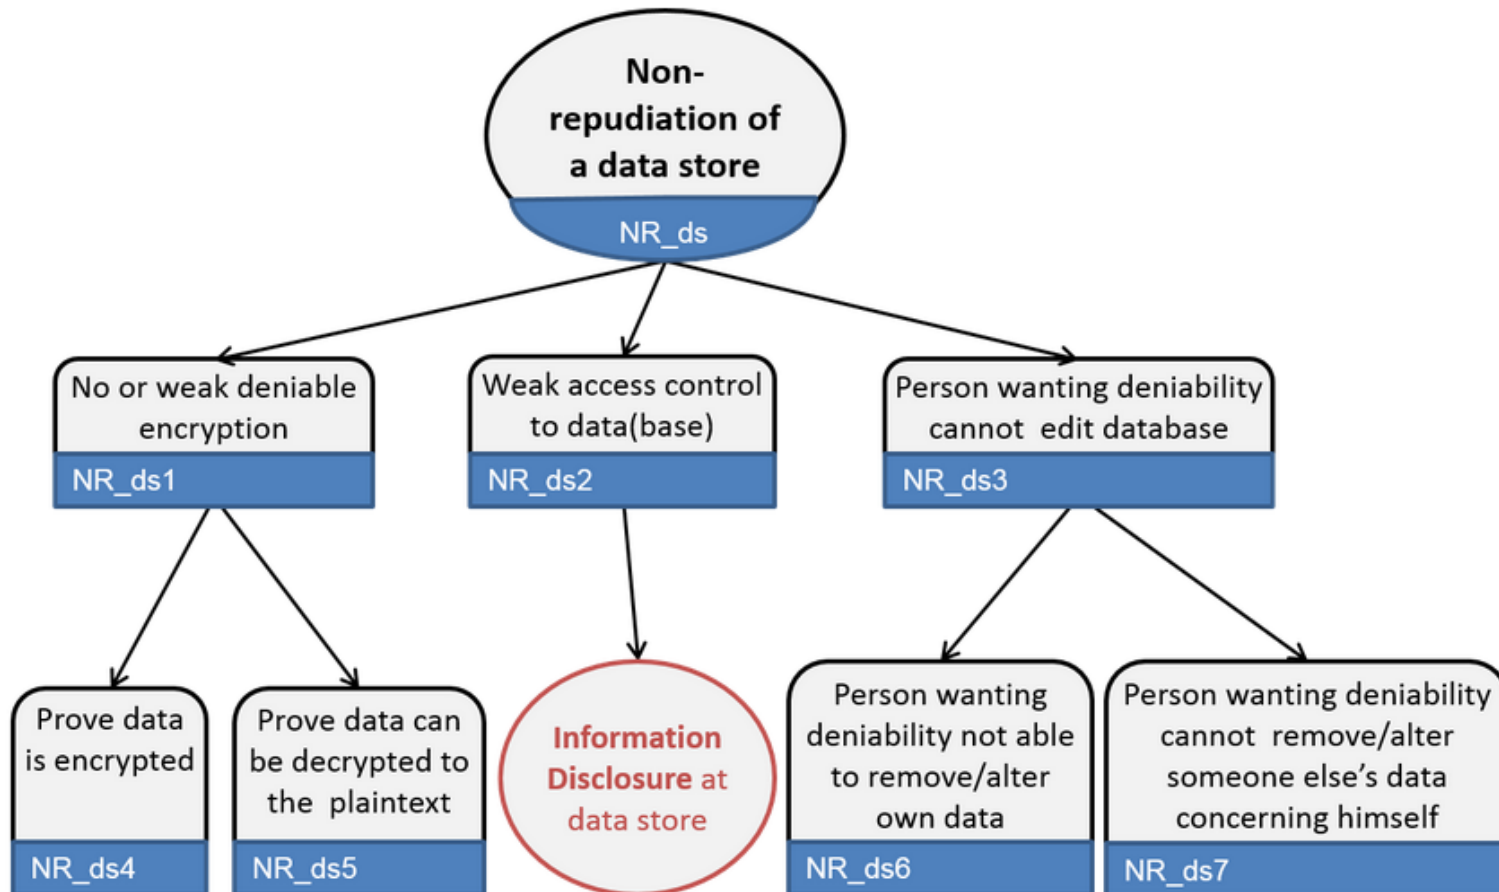 Non-
repudiation of
a data store
NR_ds
No or weak deniable
encryption
NR_ds1
Weak access control
to data(base)
NR_ds2
Person wanting deniability
cannot edit database
NR_ds3
Prove data
is encrypted
NR_ds4
Prove data can
be decrypted to
the plaintext
NR_ds5
Information
Disclosure at
data store
Person wanting
deniability not able
to remove/alter
own data
NR_ds6
Person wanting deniability
cannot remove/alter
someone else’s data
concerning himself
NR_ds7